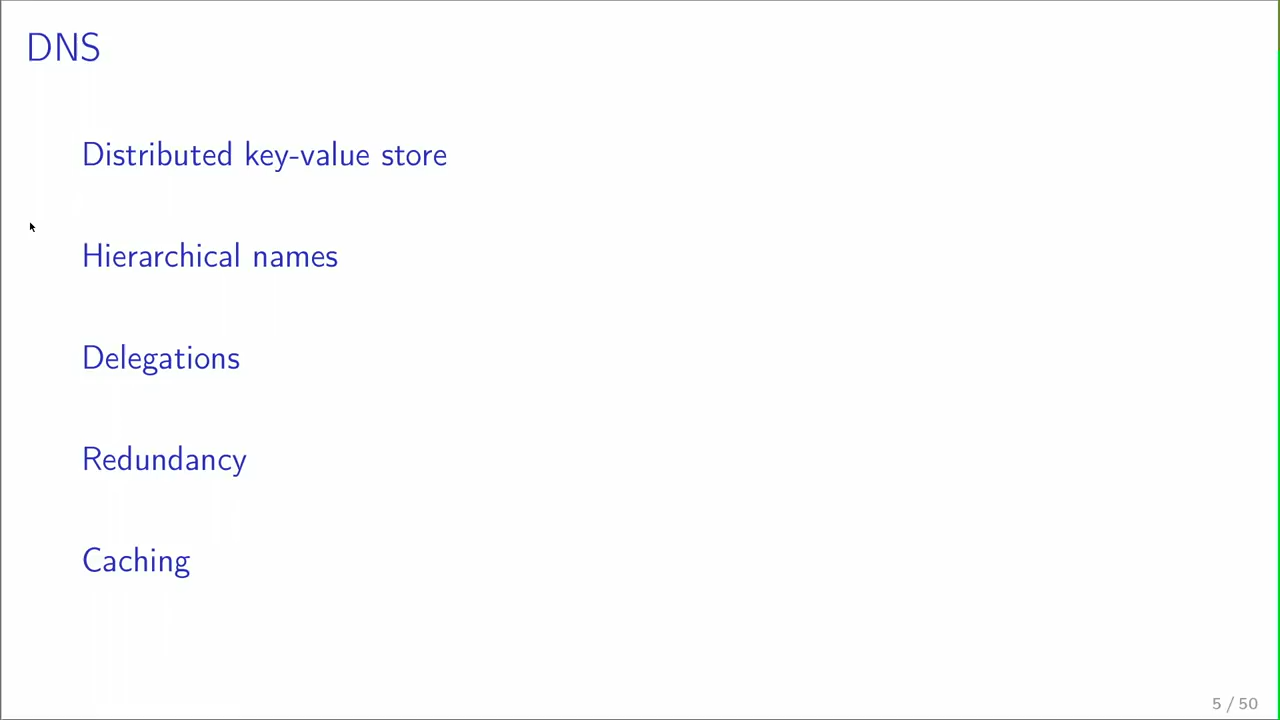 DNS
Distributed key-value store
Hierarchical names
Delegations
Redundancy
Caching
5 / 50